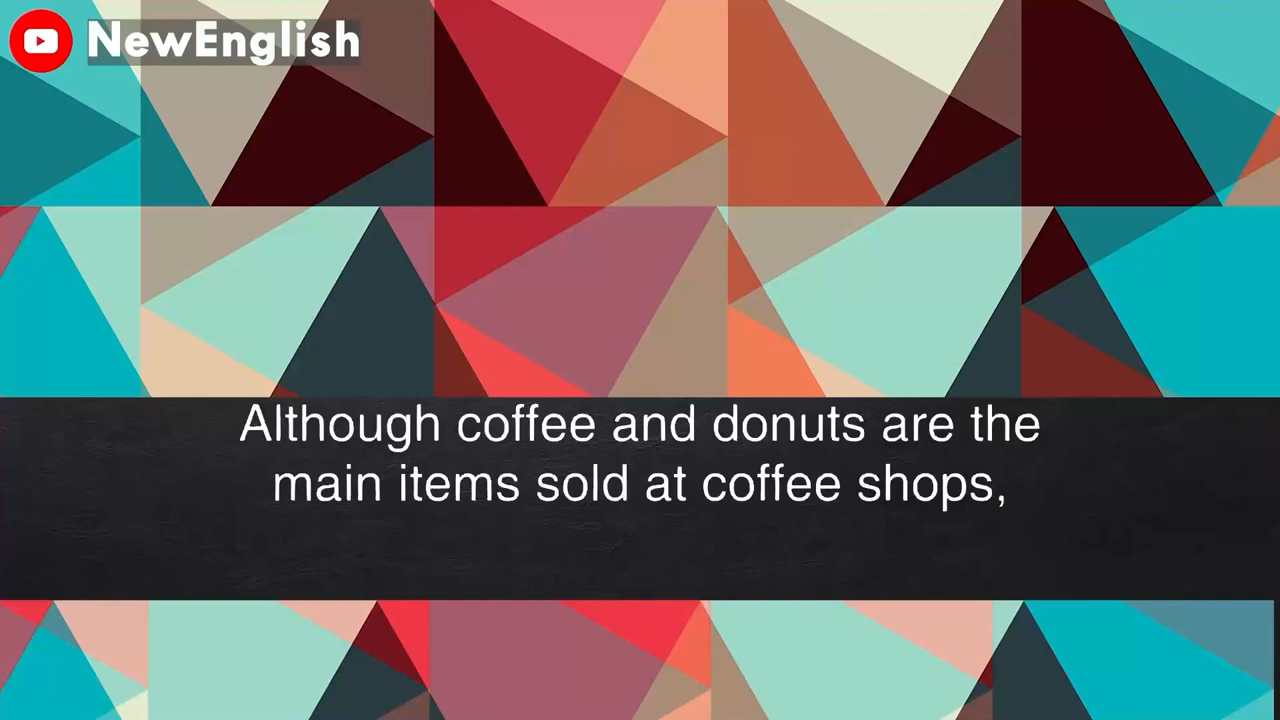 NewEnglish
Although coffee and donuts are the
main items sold at coffee shops,